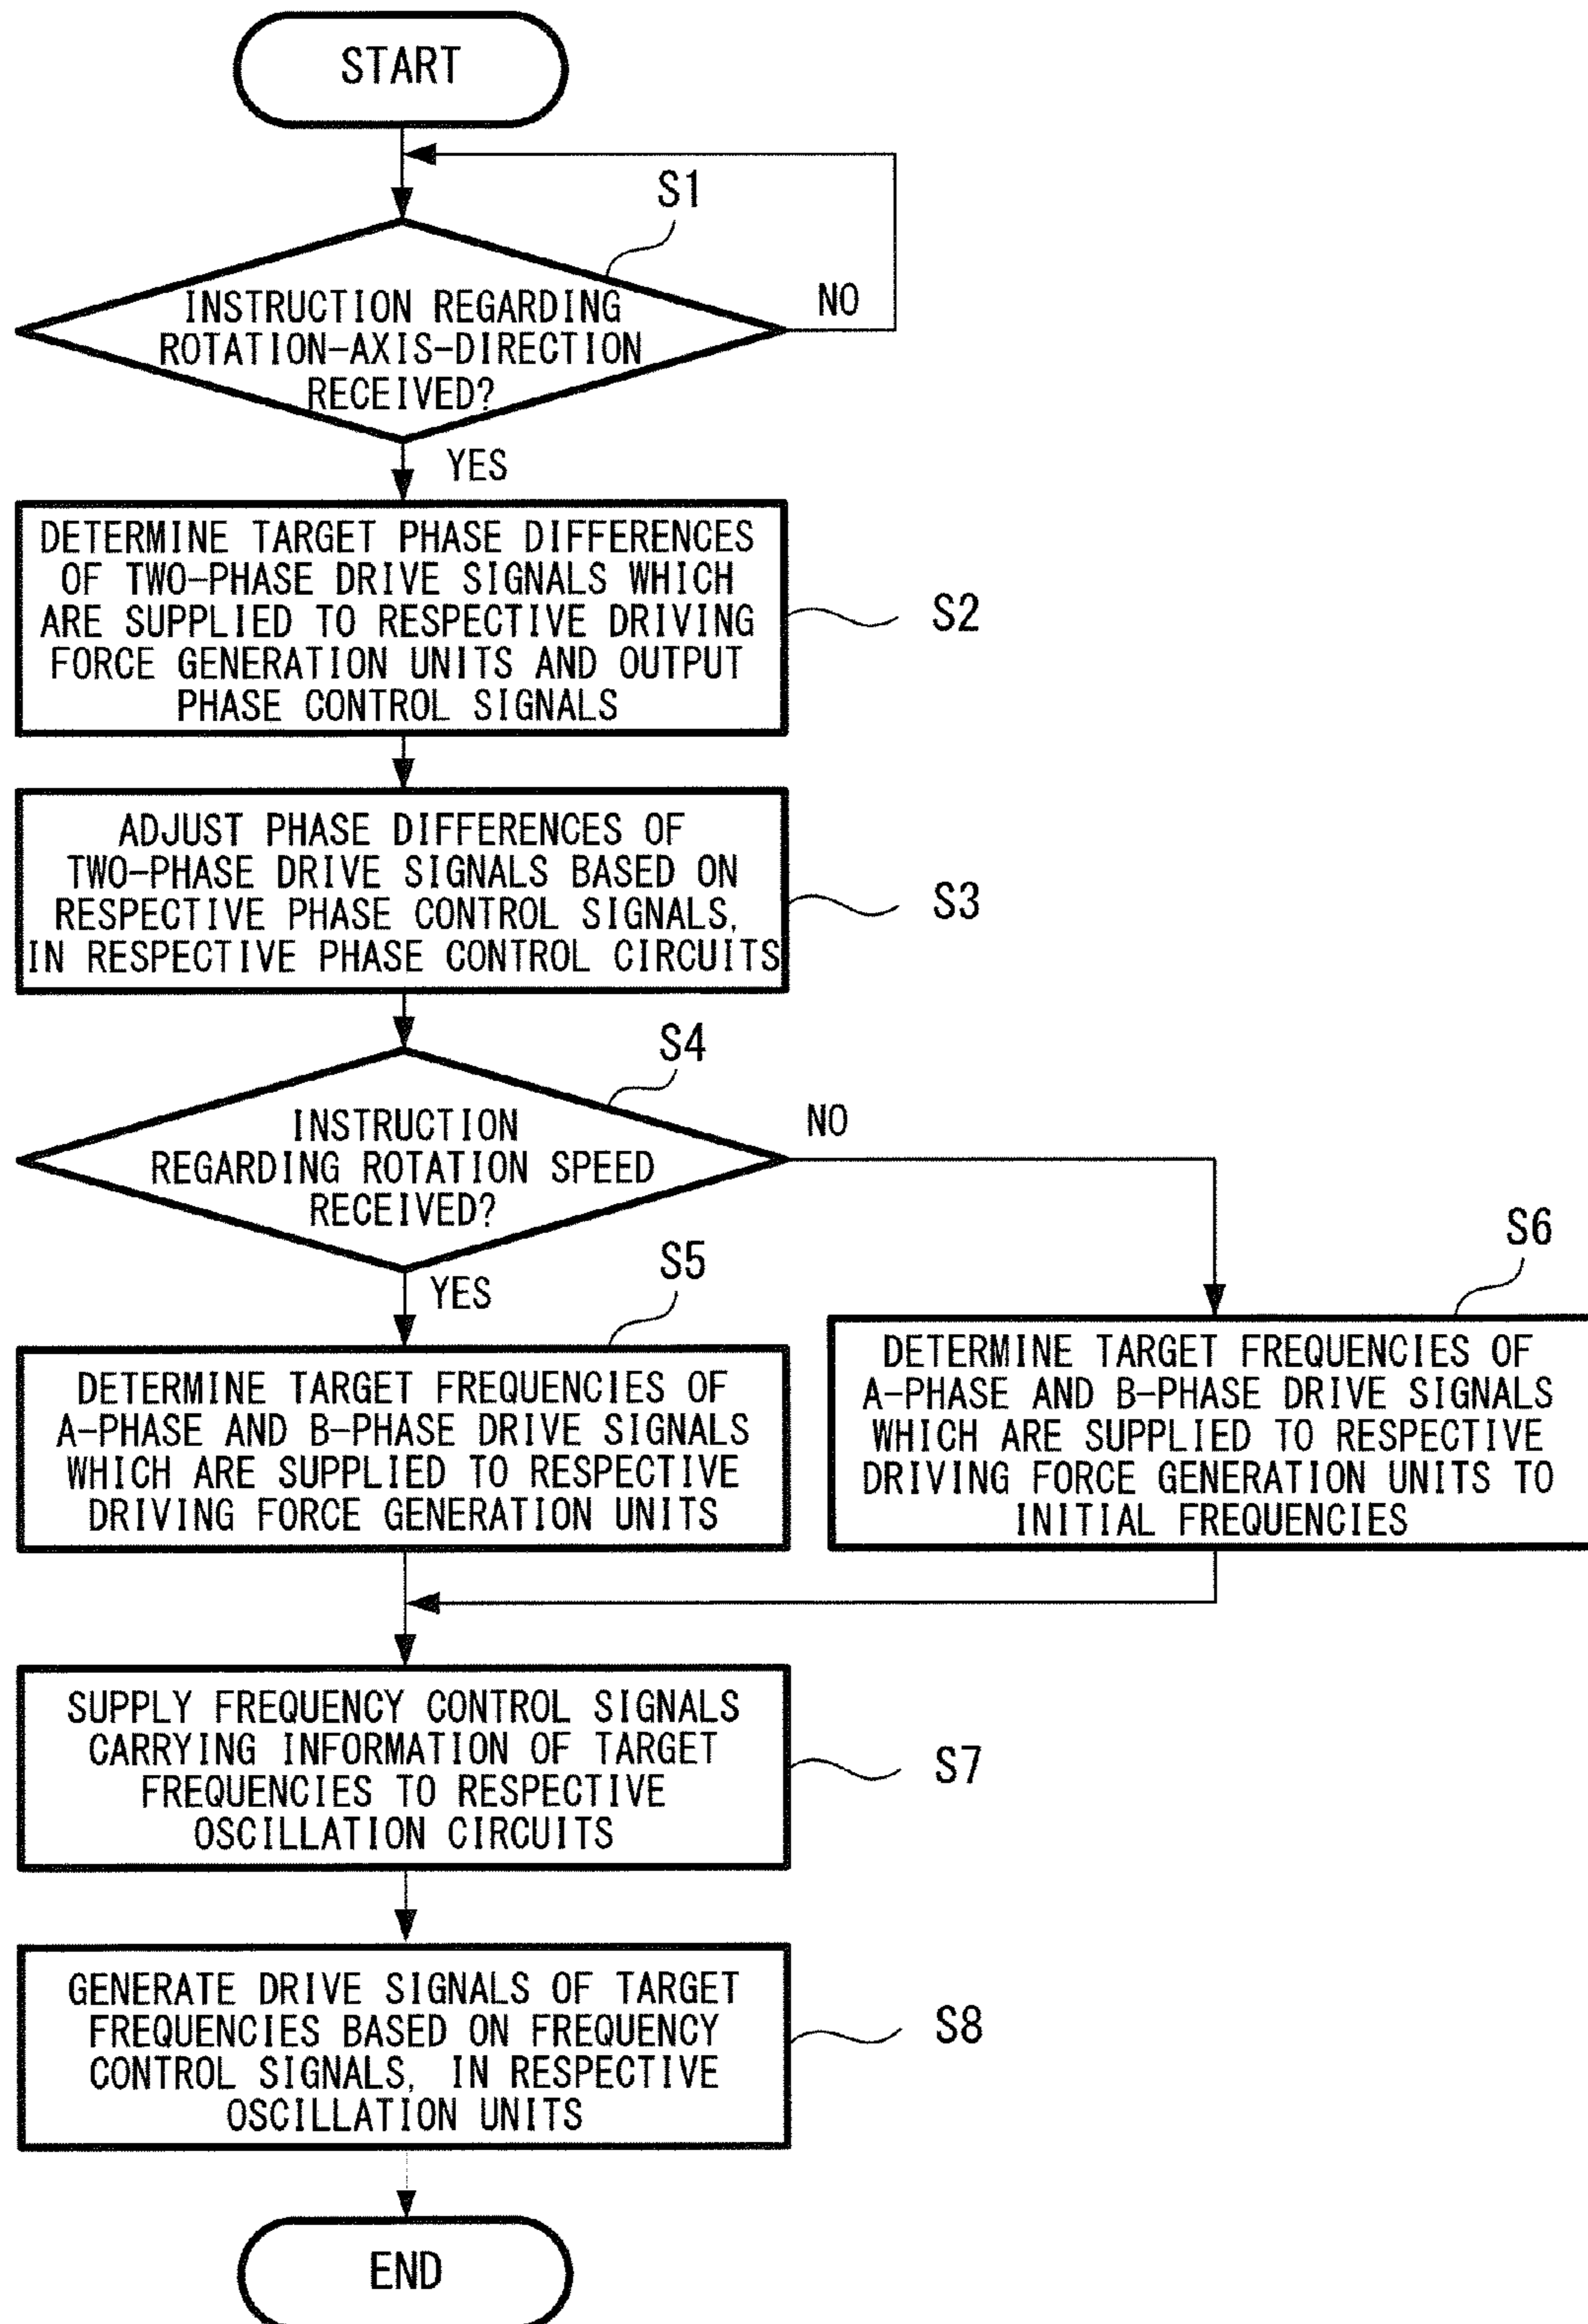 START
S1
INSTRUCTION REGARDING
ROTATION-AXIS-DIRECTION
RECEIVED?
NO
YES
DETERMINE TARGET PHASE DIFFERENCES
OF TWO-PHASE DRIVE SIGNALS WHICH
ARE SUPPLIED TO RESPECTIVE DRIVING
FORCE GENERATION UNITS AND OUTPUT
PHASE CONTROL SIGNALS
S2
ADJUST PHASE DIFFERENCES OF
TWO-PHASE DRIVE SIGNALS BASED ON
RESPECTIVE PHASE CONTROL SIGNALS,
IN RESPECTIVE PHASE CONTROL CIRCUITS
S3
S4
INSTRUCTION
REGARDING ROTATION SPEED
RECEIVED?
NO
YES
S5
DETERMINE TARGET FREQUENCIES OF
A-PHASE AND B-PHASE DRIVE SIGNALS
WHICH ARE SUPPLIED TO RESPECTIVE
DRIVING FORCE GENERATION UNITS
S6
DETERMINE TARGET FREQUENCIES OF
A-PHASE AND B-PHASE DRIVE SIGNALS
WHICH ARE SUPPLIED TO RESPECTIVE
DRIVING FORCE GENERATION UNITS TO
INITIAL FREQUENCIES
SUPPLY FREQUENCY CONTROL SIGNALS
CARRYING INFORMATION OF TARGET
FREQUENCIES TO RESPECTIVE
OSCILLATION CIRCUITS
S7
GENERATE DRIVE SIGNALS OF TARGET
FREQUENCIES BASED ON FREQUENCY
CONTROL SIGNALS, IN RESPECTIVE
OSCILLATION UNITS
S8
END